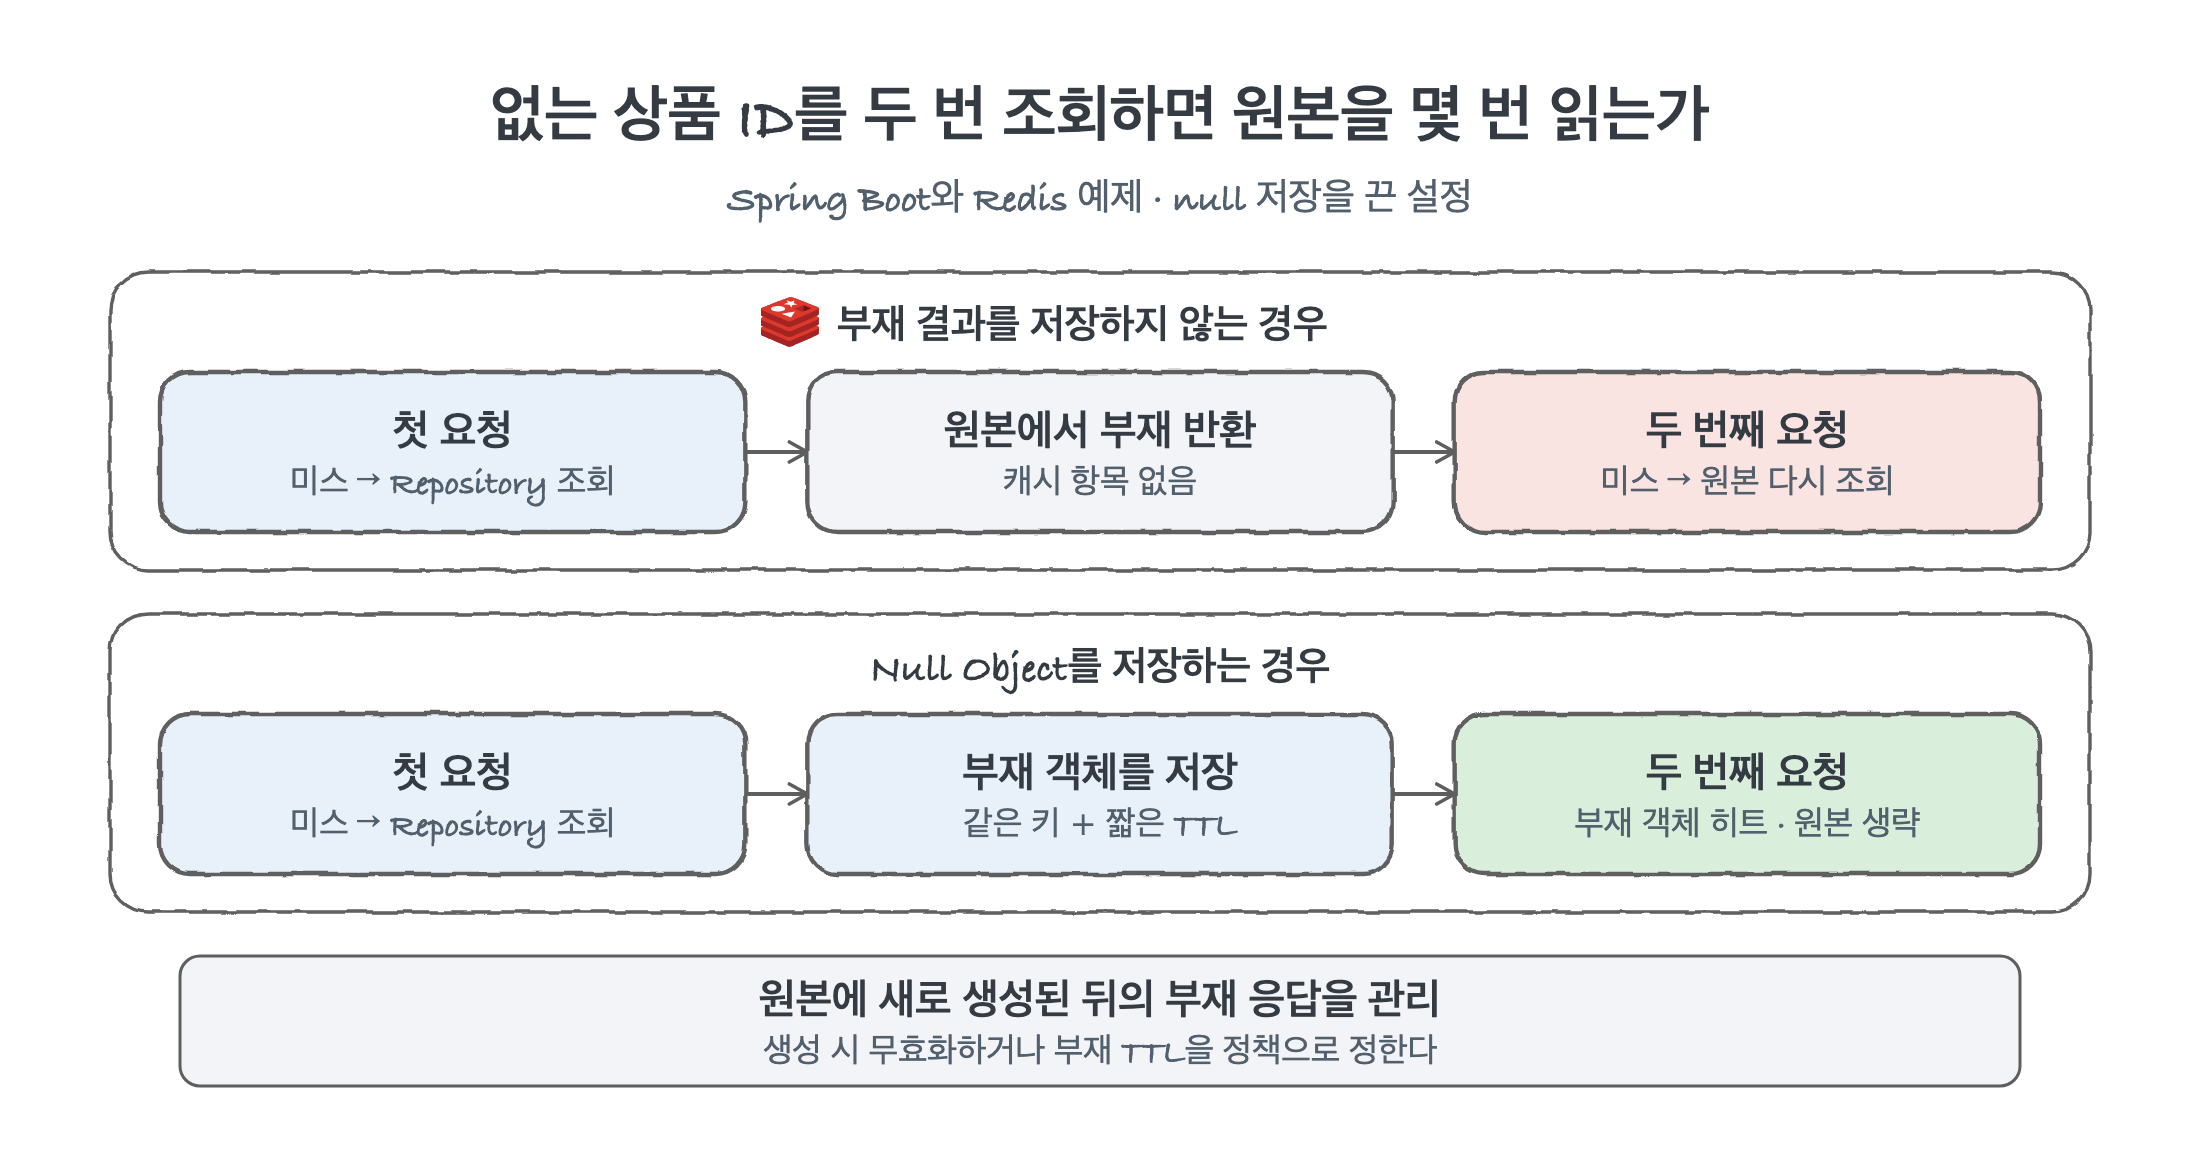 없는 상품 ID를 두 번 조회하면 원본을 몇 번 읽는가
Spring Boot와 Redis 예제 · null 저장을 끈 설정
부재 결과를 저장하지 않는 경우
첫 요청
미스 → Repository 조회
원본에서 부재 반환
캐시 항목 없음
두 번째 요청
미스 → 원본 다시 조회
Null Object를 저장하는 경우
첫 요청
미스 → Repository 조회
부재 객체를 저장
같은 키 + 짧은 TTL
두 번째 요청
부재 객체 히트 · 원본 생략
원본에 새로 생성된 뒤의 부재 응답을 관리
생성 시 무효화하거나 부재 TTL을 정책으로 정한다